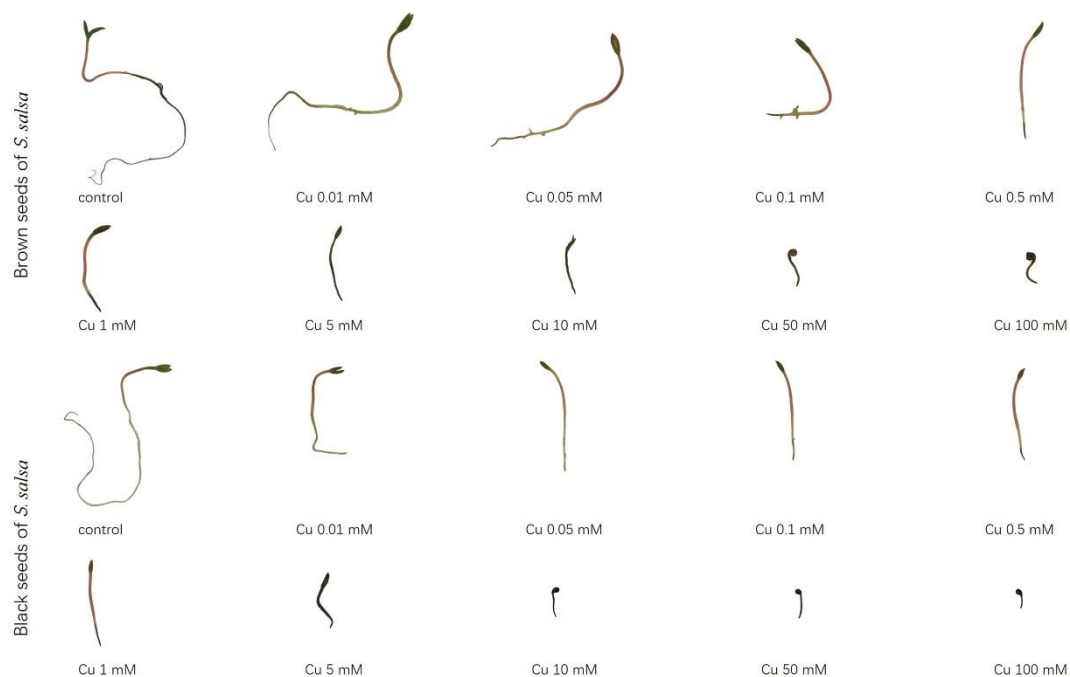 Brown seeds of S. salsa
control
Cu 0.01 mM
Cu 0.05 mM
Cu 0.1 mM
Cu 0.5 mM
Cu 1 mM
Cu 5 mM
Cu 10 mM
Cu 50 mM
Cu 100 mM
Black seeds of S. salsa
control
Cu 0.01 mM
Cu 0.05 mM
Cu 0.1 mM
Cu 0.5 mM
Cu 1 mM
Cu 5 mM
Cu 10 mM
Cu 50 mM
Cu 100 mM